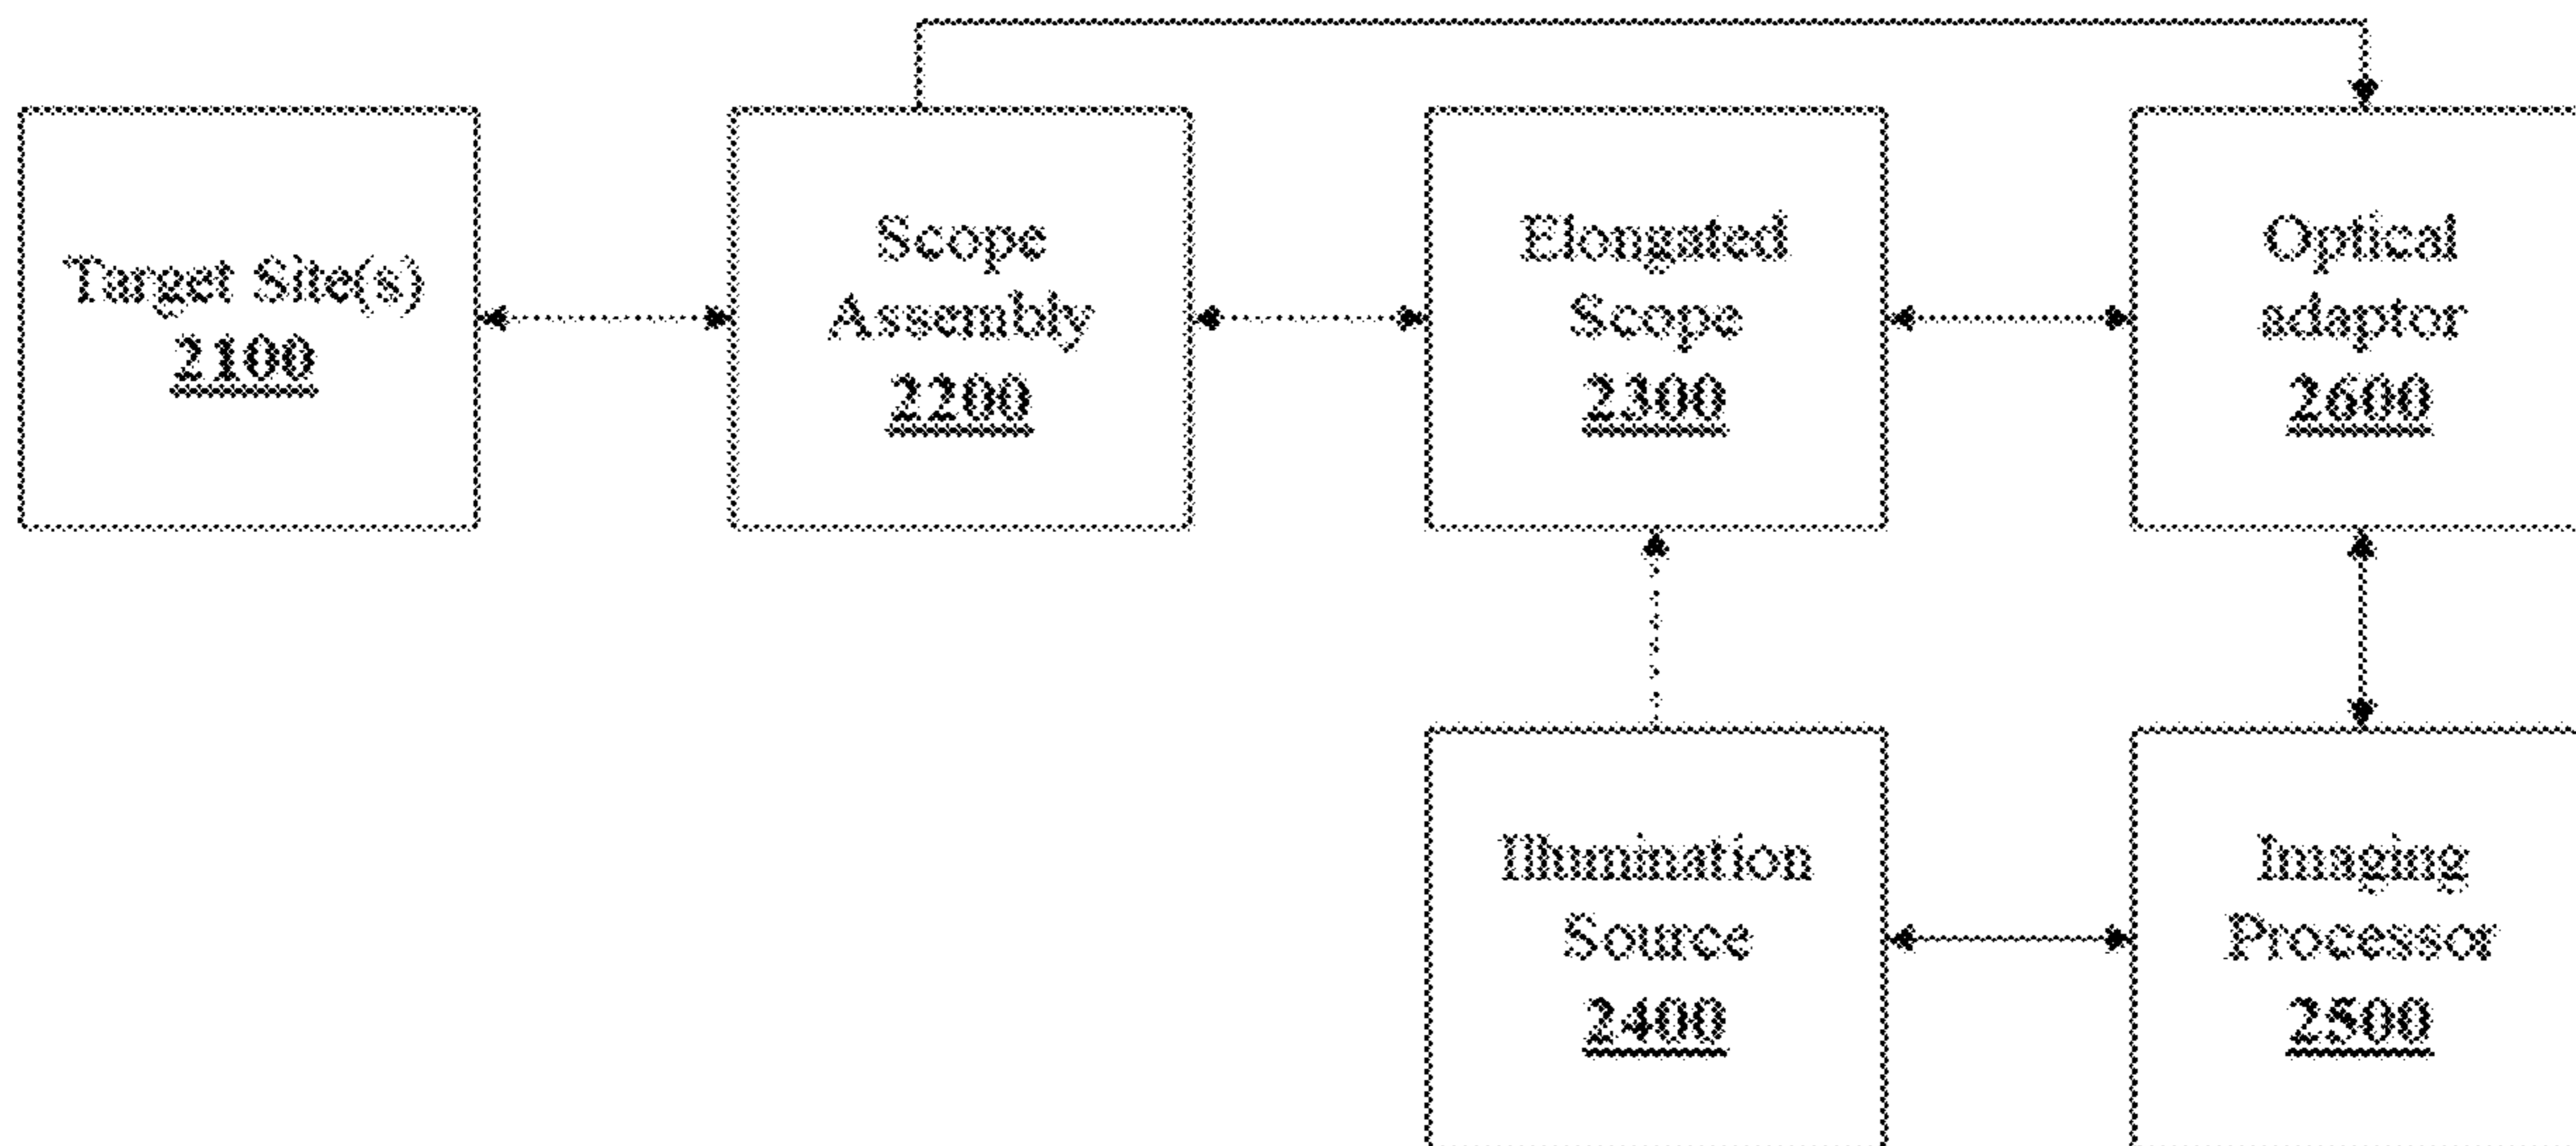 Target Site(s)
2100
Scope
Assembly
2200
Elongated
Scope
2300
Optical
adaptor
2600
Illumination
Source
2400
Imaging
Processor
2500